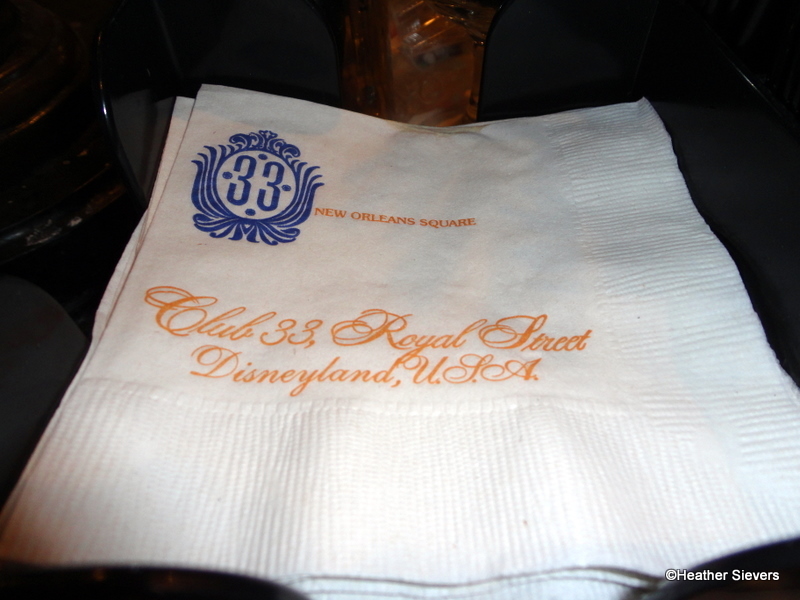 33
NEW ORLEANS SQUARE
Club 33, Royal Street
Disneyland, U.S.A.
©Heather Sievers